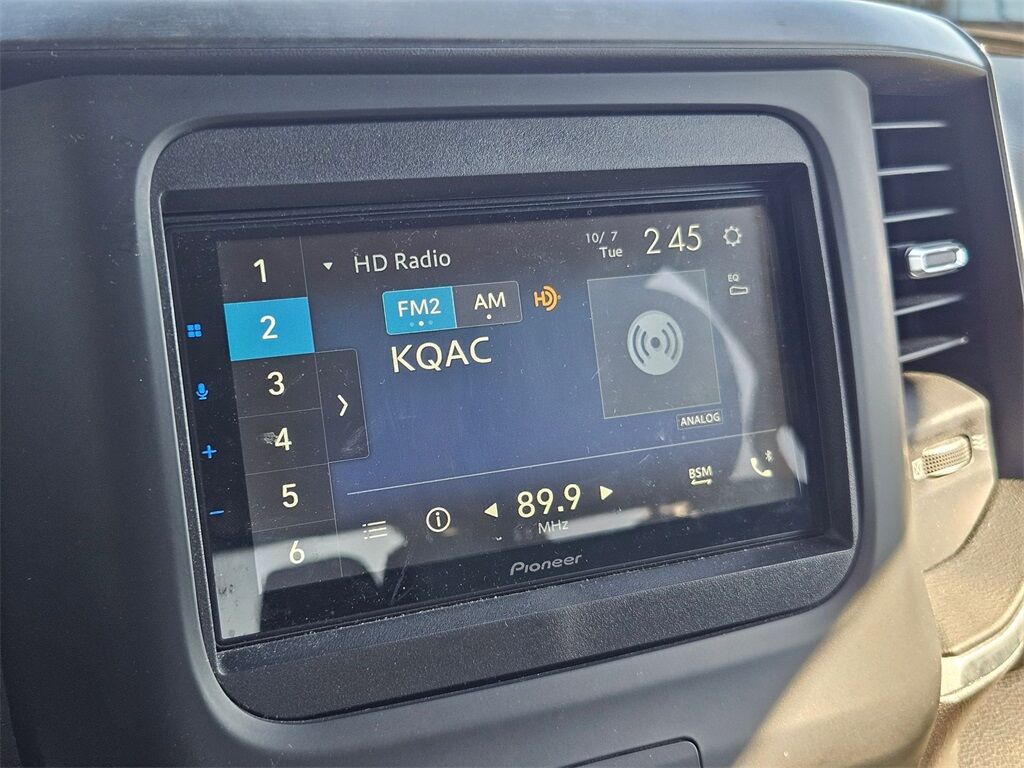 HD Radio
10/ 7
Tue
2 45
1
2
3
4
5
6
FM2
AM
HD
EQ
KQAC
ANALOG
89.9
MHz
BSM
Pioneer